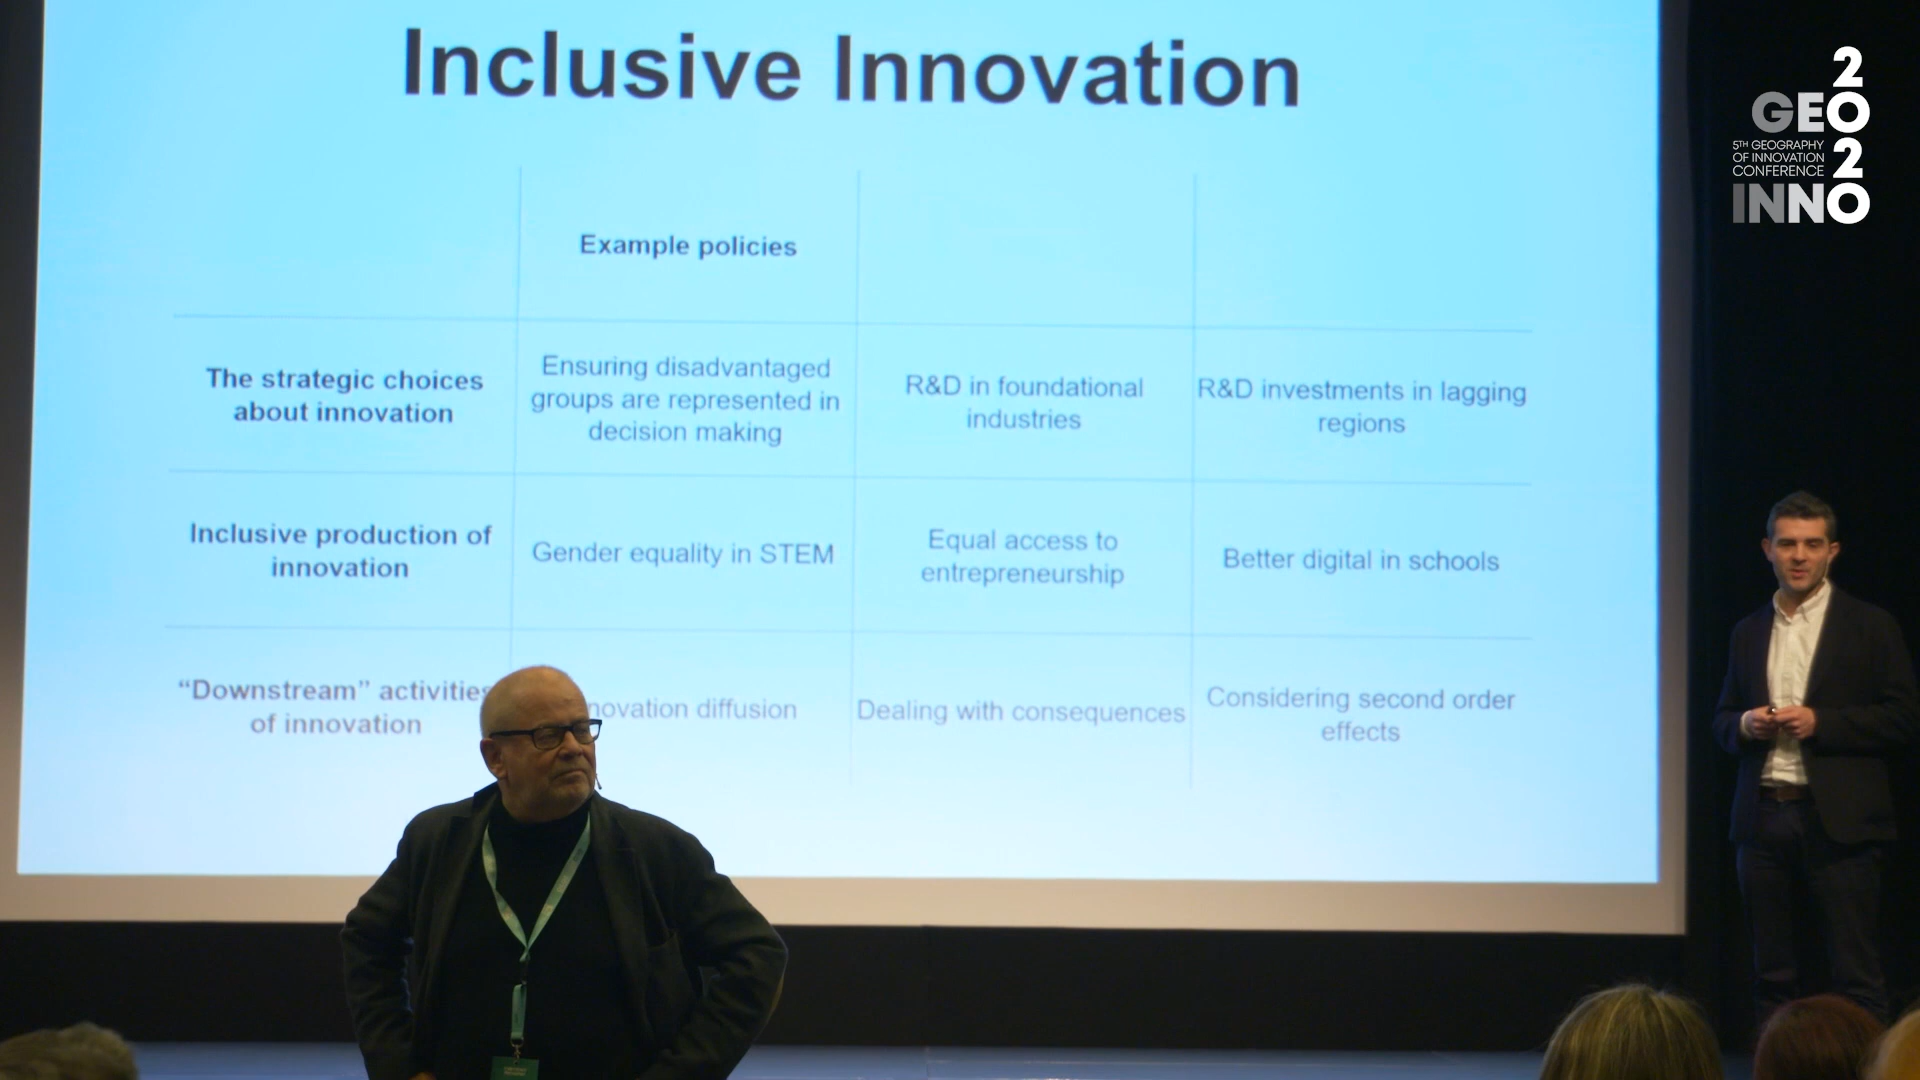 Inclusive Innovation
Example policies
The strategic choices
about innovation
Ensuring disadvantaged
groups are represented in
decision making
R&D in foundational
industries
R&D investments in lagging
regions
Inclusive production of
innovation
Gender equality in STEM
Equal access to
entrepreneurship
Better digital in schools
“Downstream” activities
of innovation
novation diffusion
Dealing with consequences
Considering second order
effects
2
GEO
5TH GEOGRAPHY
OF INNOVATION
CONFERENCE
2
INNO